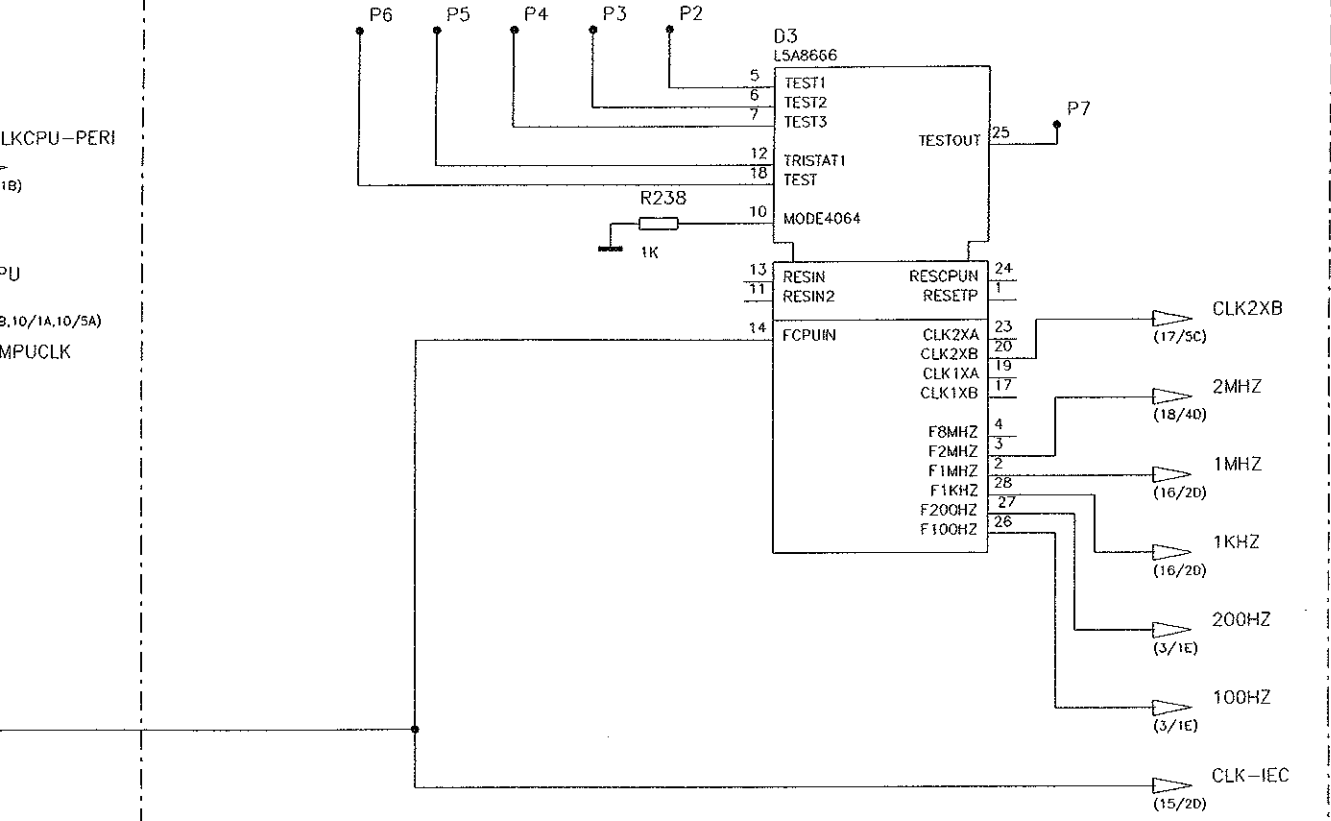 P6
P5
P4
P3
P2
D3
L5A8666
5 TEST1
6 TEST2
7 TEST3
12 TRISTAT1
18 TEST
10 MODE4064
TESTOUT 25
P7
R238
1K
LKCPU-PERI
1B)
PU
B,10/1A,10/5A)
MPUCLK
13 RESIN
11 RESIN2
14 FCPUIN
RESCPUN 24
RESETP 1
CLK2XA 23
CLK2XB 20
CLK1XA 19
CLK1XB 17
F8MHZ 4
F2MHZ 3
F1MHZ 2
F1KHZ 28
F200HZ 27
F100HZ 26
CLK2XB
(17/5C)
2MHZ
(18/4D)
1MHZ
(16/2D)
1KHZ
(16/2D)
200HZ
(3/1E)
100HZ
(3/1E)
CLK-IEC
(15/2D)